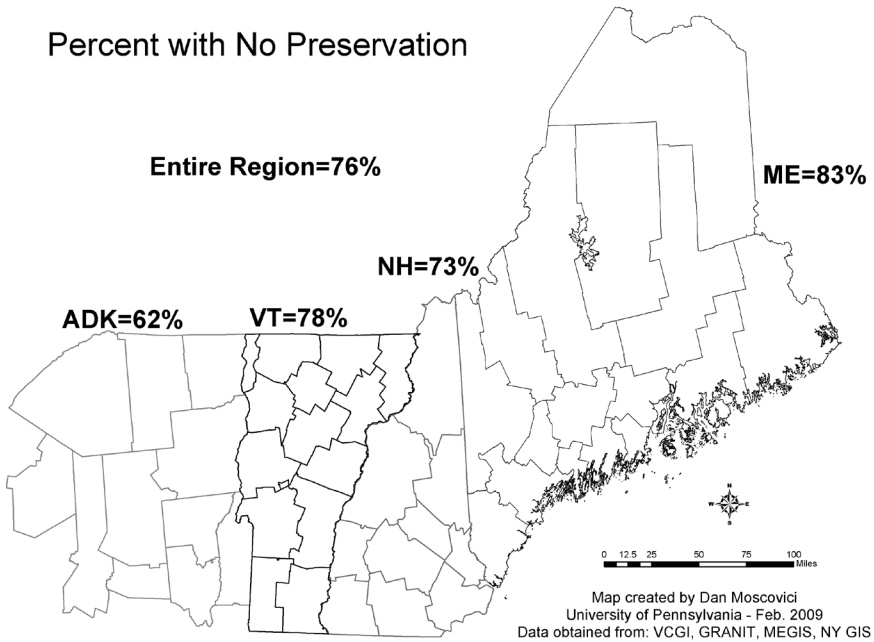 Percent with No Preservation
Entire Region=76%
ME=83%
NH=73%
ADK=62%
VT=78%
N
W
E
S
0 12.5 25 50 75 100
Miles
Map created by Dan Moscovici
University of Pennsylvania - Feb. 2009
Data obtained from: VCGI, GRANIT, MEGIS, NY GIS